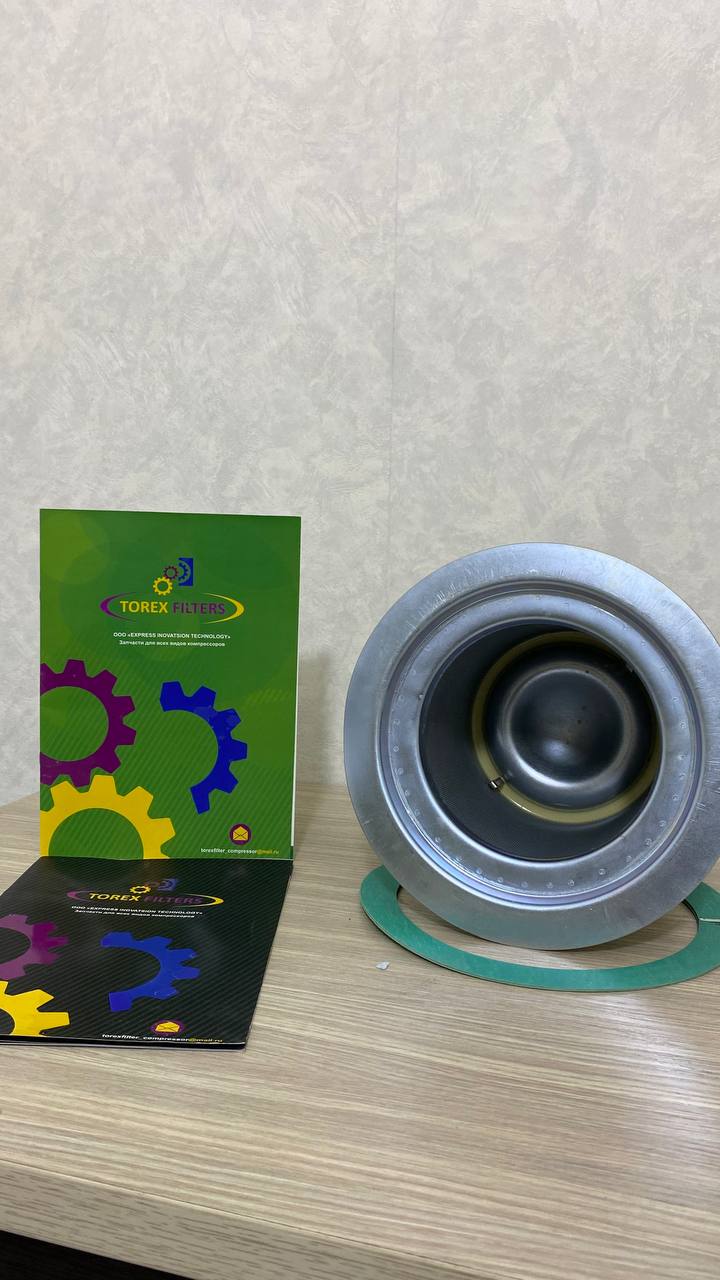 TOREX FILTERS
ООО «EXPRESS INOVATSION TECHNOLOGY»
Запчасти для всех видов компрессоров
torexfilter_compressor@mail.ru
TOREX FILTERS
ООО «EXPRESS INOVATSION TECHNOLOGY»
Запчасти для всех видов компрессоров
torexfilter_compressor@mail.ru